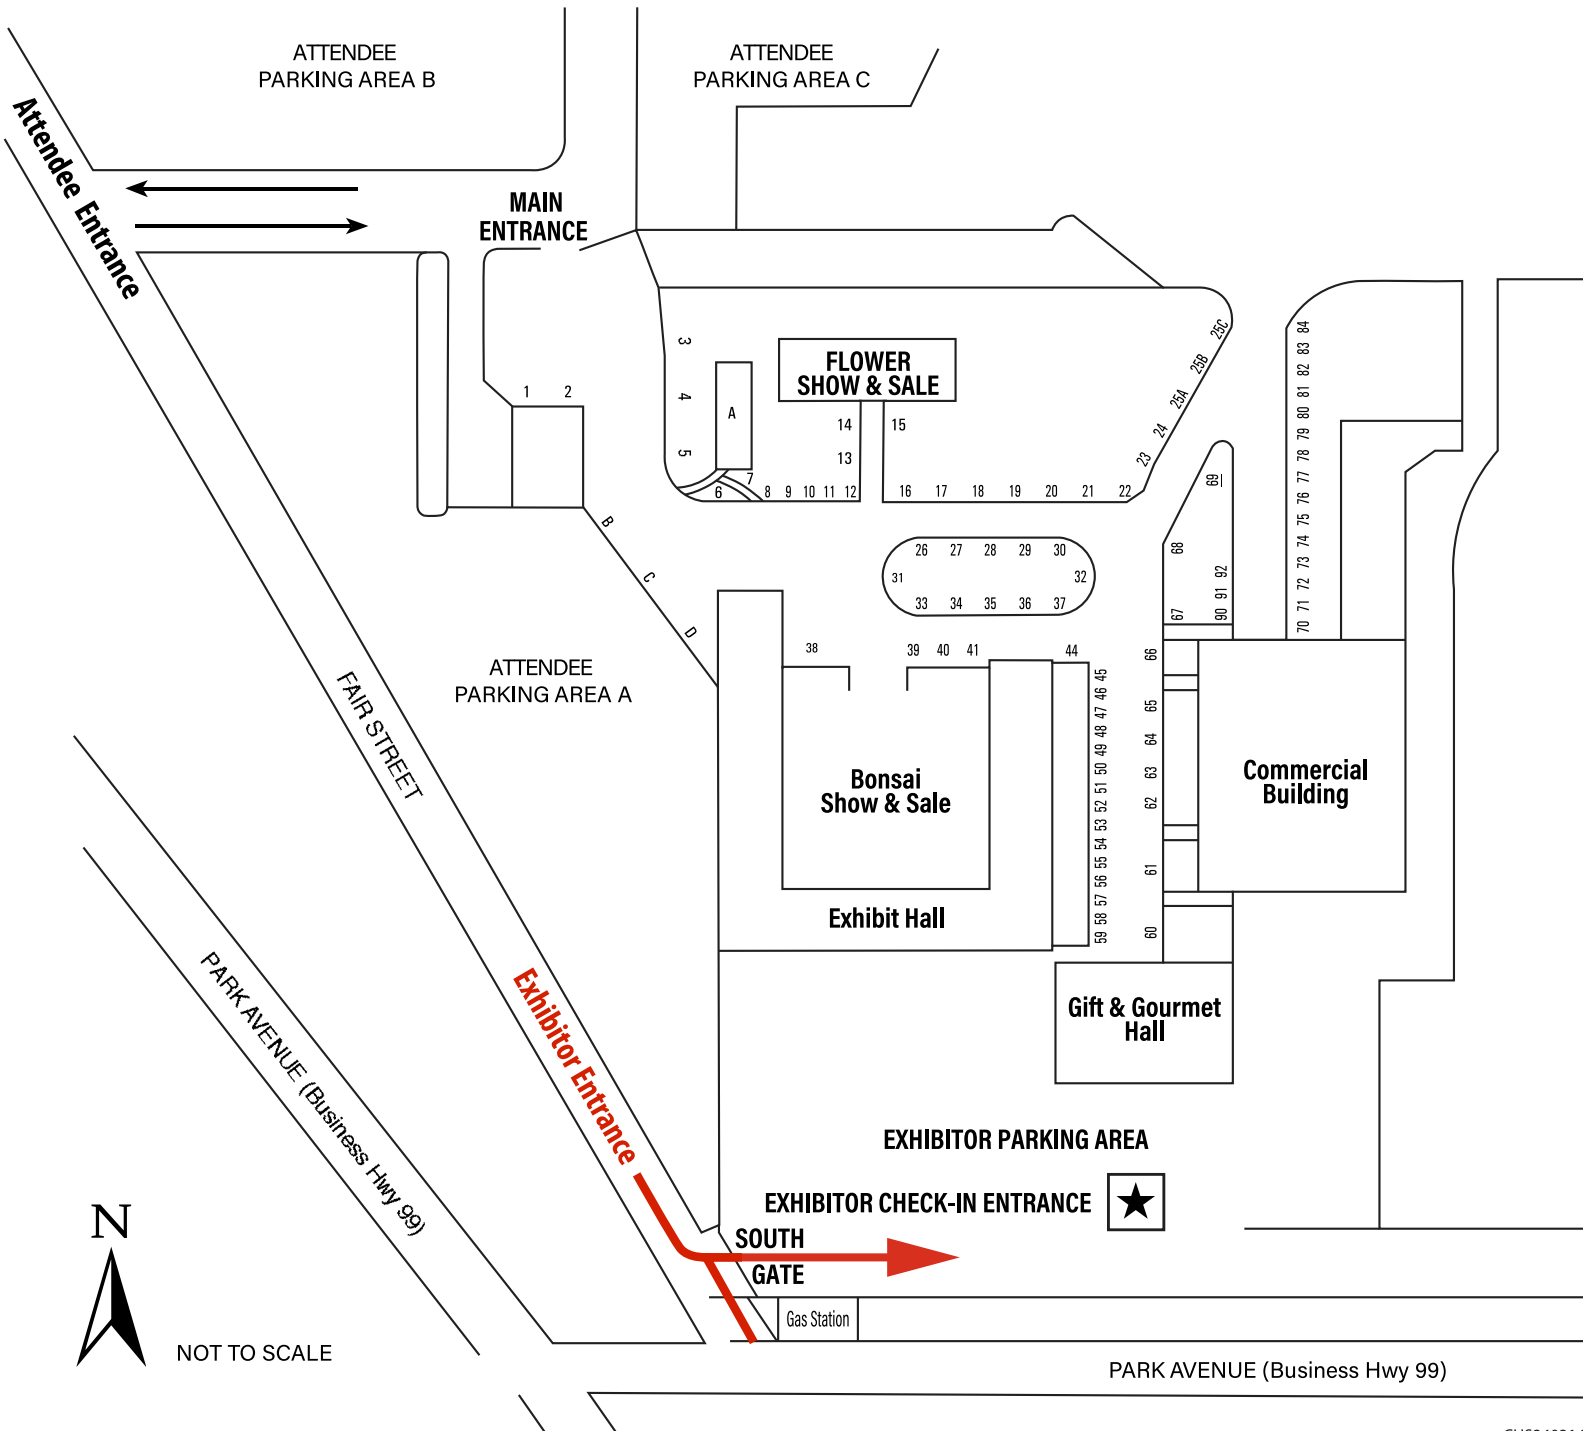 ATTENDEE
PARKING AREA B
ATTENDEE
PARKING AREA C
Attendee Entrance
MAIN
ENTRANCE
FLOWER
SHOW & SALE
1 2
3
4
5
A
6
7
8 9 10 11 12
13
14
15
16 17 18 19 20 21 22
23
24
25A
25B
25C
26 27 28 29 30
31
32
33 34 35 36 37
B
C
D
38
39 40 41
44
45
46
47
48
49
50
51
52
53
54
55
56
57
58
59
60
61
62
63
64
65
66
67
68
69
90 91 92
70
71
72
73
74
75
76
77
78
79
80
81
82
83
84
ATTENDEE
PARKING AREA A
FAIR STREET
Bonsai
Show & Sale
Exhibit Hall
Commercial
Building
Gift & Gourmet
Hall
PARK AVENUE (Business Hwy 99)
Exhibitor Entrance
EXHIBITOR PARKING AREA
EXHIBITOR CHECK-IN ENTRANCE
SOUTH
GATE
Gas Station
N
NOT TO SCALE
PARK AVENUE (Business Hwy 99)